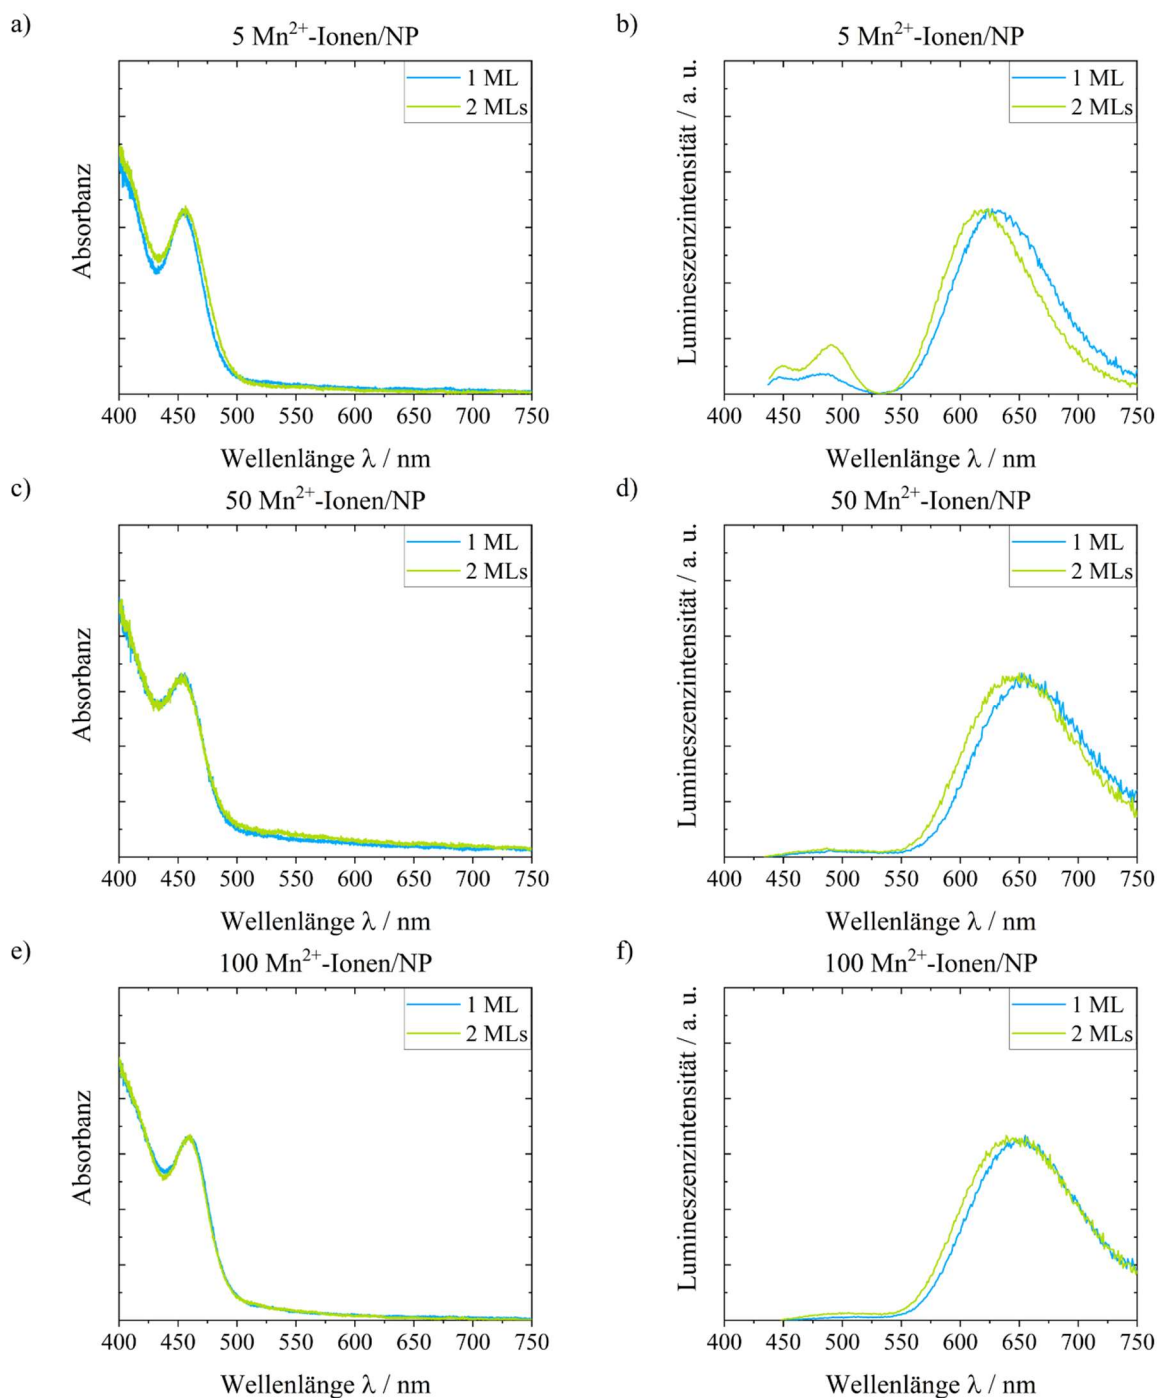 a)
5 Mn²⁺-Ionen/NP
1 ML
2 MLs
Absorbanz
400 450 500 550 600 650 700 750
Wellenlänge λ / nm
b)
5 Mn²⁺-Ionen/NP
1 ML
2 MLs
Lumineszenzintensität / a. u.
400 450 500 550 600 650 700 750
Wellenlänge λ / nm
c)
50 Mn²⁺-Ionen/NP
1 ML
2 MLs
Absorbanz
400 450 500 550 600 650 700 750
Wellenlänge λ / nm
d)
50 Mn²⁺-Ionen/NP
1 ML
2 MLs
Lumineszenzintensität / a. u.
400 450 500 550 600 650 700 750
Wellenlänge λ / nm
e)
100 Mn²⁺-Ionen/NP
1 ML
2 MLs
Absorbanz
400 450 500 550 600 650 700 750
Wellenlänge λ / nm
f)
100 Mn²⁺-Ionen/NP
1 ML
2 MLs
Lumineszenzintensität / a. u.
400 450 500 550 600 650 700 750
Wellenlänge λ / nm